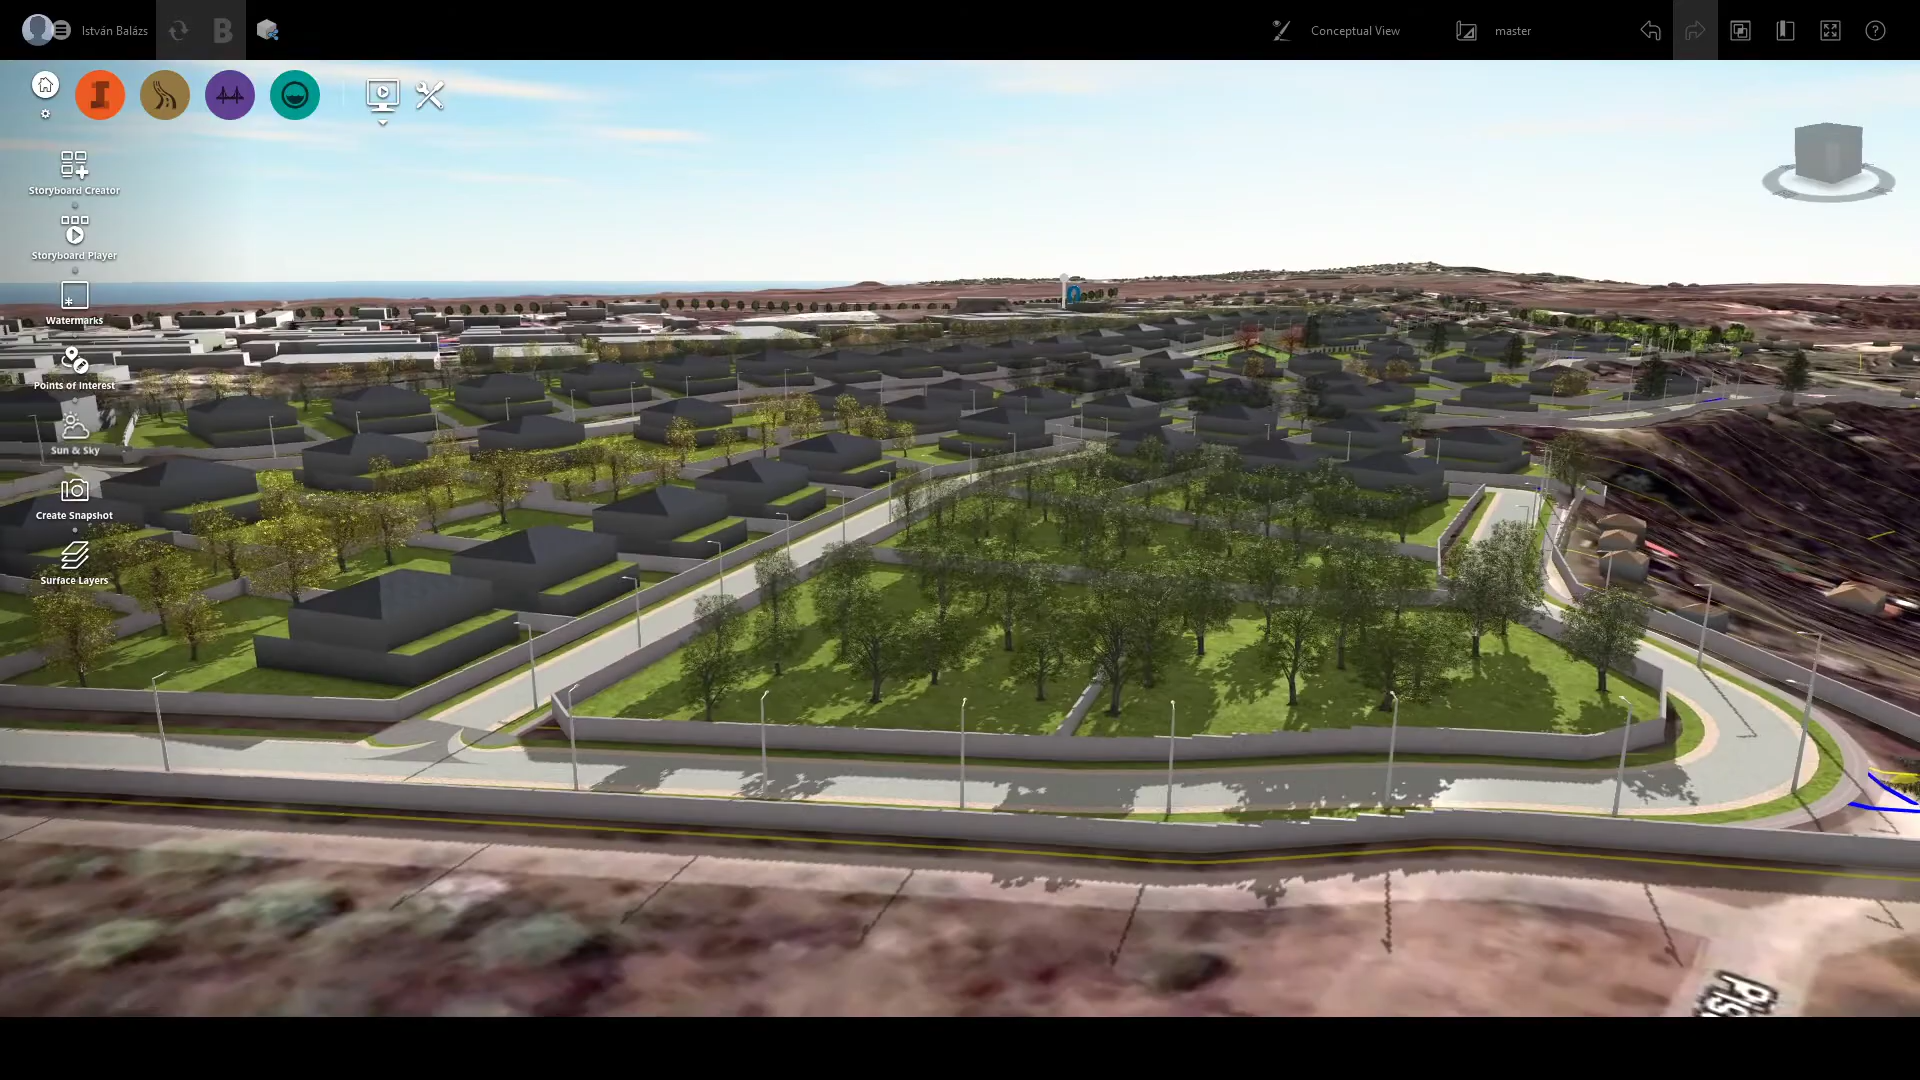 István Balázs
B
Conceptual View
master
Storyboard Creator
Storyboard Player
Watermarks
Points of Interest
Sun & Sky
Create Snapshot
Surface Layers